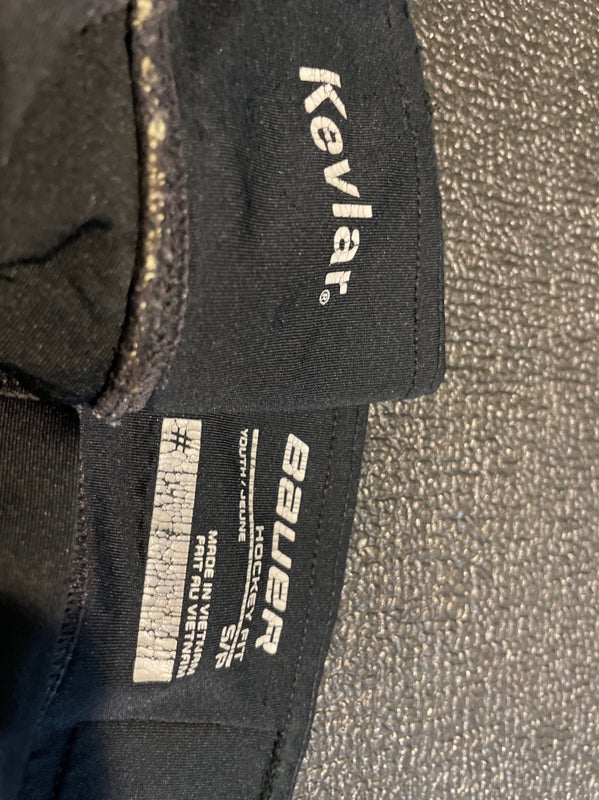 Kevlar®
BAUER
HOCKEY FIT
YOUTH / JEUNE S/P
MADE IN VIETNAM
FAIT AU VIETNAM
#